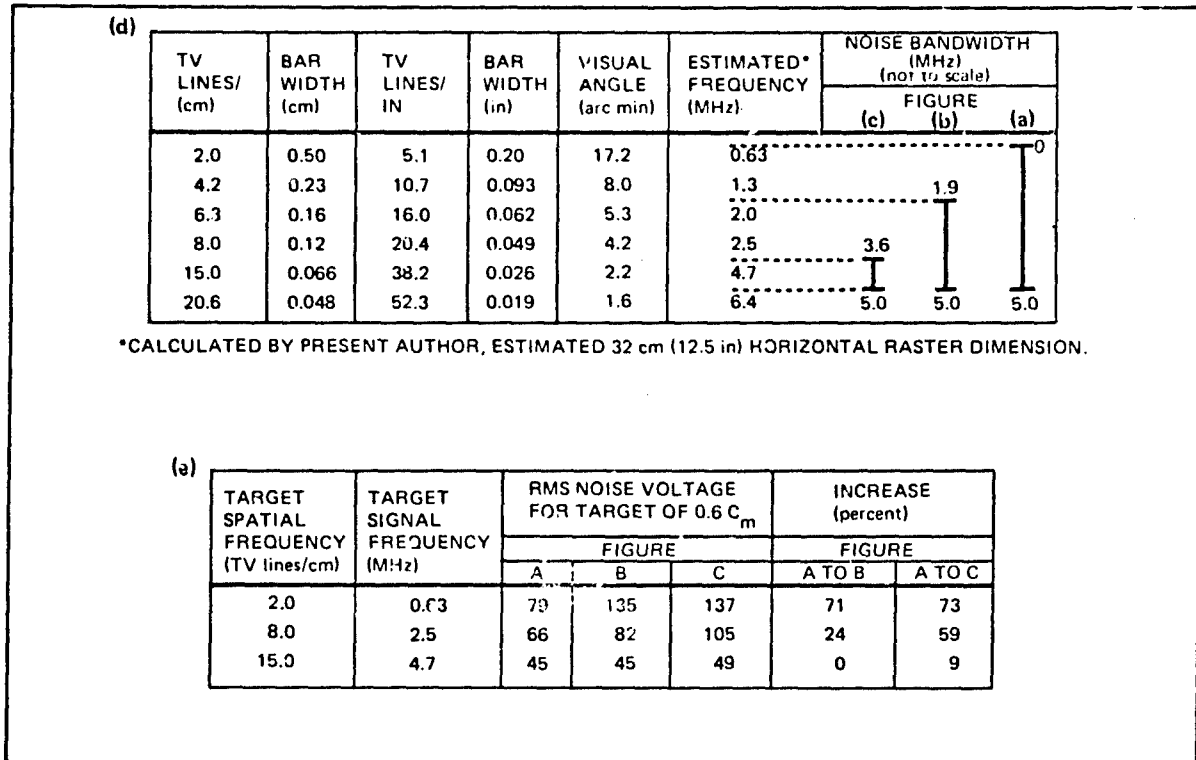 (d)
TV LINES/ (cm) | BAR WIDTH (cm) | TV LINES/ IN | BAR WIDTH (in) | VISUAL ANGLE (arc min) | ESTIMATED* FREQUENCY (MHz) | NOISE BANDWIDTH (MHz) (not to scale)
FIGURE
(c) (b) (a)
2.0 0.50 5.1 0.20 17.2 0.63 0
4.2 0.23 10.7 0.093 8.0 1.3 1.9
6.3 0.16 16.0 0.062 5.3 2.0
8.0 0.12 20.4 0.049 4.2 2.5 3.6
15.0 0.066 38.2 0.026 2.2 4.7
20.6 0.048 52.3 0.019 1.6 6.4 5.0 5.0 5.0
*CALCULATED BY PRESENT AUTHOR, ESTIMATED 32 cm (12.5 in) HORIZONTAL RASTER DIMENSION.
(e)
TARGET SPATIAL FREQUENCY (TV lines/cm) | TARGET SIGNAL FREQUENCY (MHz) | RMS NOISE VOLTAGE FOR TARGET OF 0.6 Cm | INCREASE (percent)
FIGURE FIGURE
A B C A TO B A TO C
2.0 0.63 79 135 137 71 73
8.0 2.5 66 82 105 24 59
15.0 4.7 45 45 49 0 9